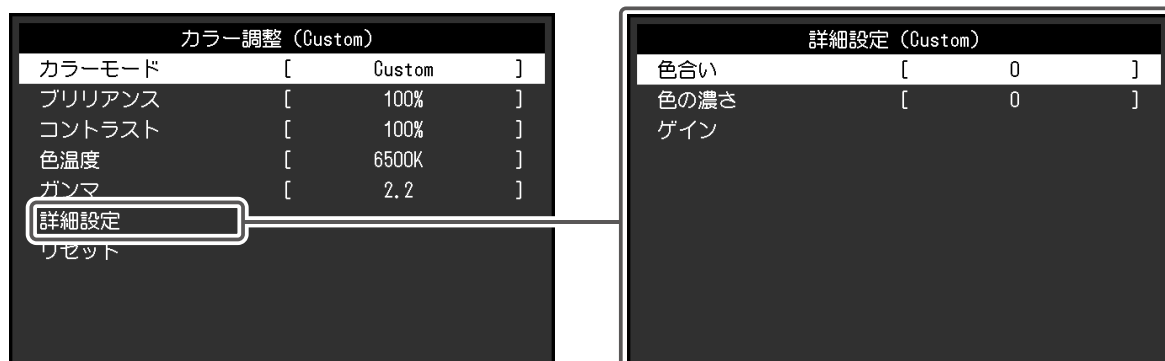 カラー調整 (Custom)
カラーモード [ Custom ]
ブリリアンス [ 100% ]
コントラスト [ 100% ]
色温度 [ 6500K ]
ガンマ [ 2.2 ]
詳細設定
リセット
詳細設定 (Custom)
色合い [ 0 ]
色の濃さ [ 0 ]
ゲイン